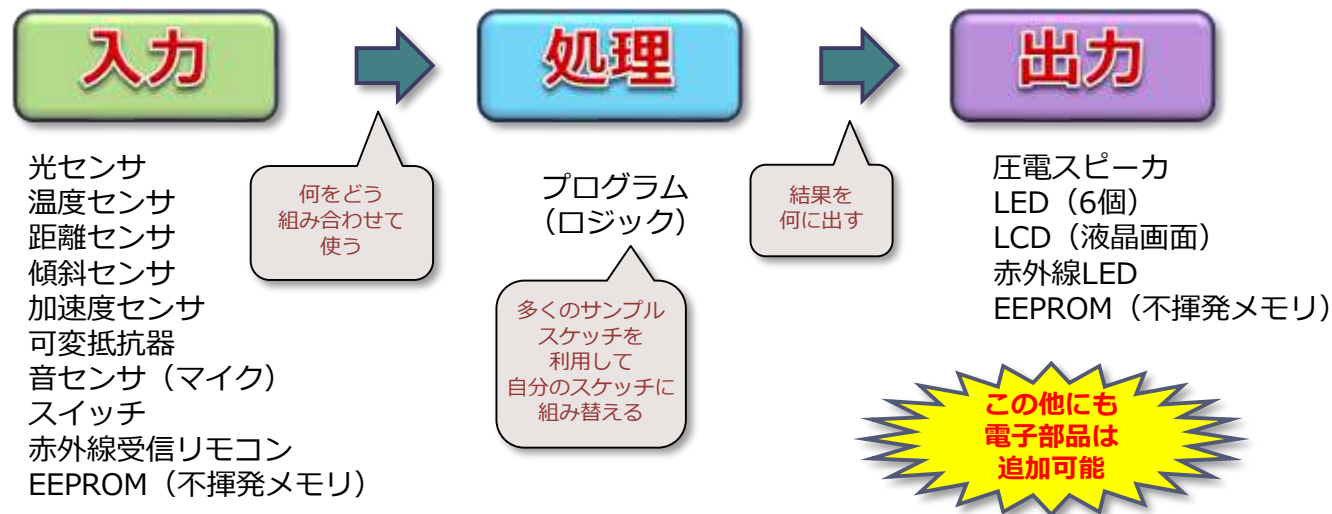 入力
処理
出力
光センサ
温度センサ
距離センサ
傾斜センサ
加速度センサ
可変抵抗器
音センサ（マイク）
スイッチ
赤外線受信リモコン
EEPROM（不揮発メモリ）
何をどう
組み合わせて
使う
プログラム
（ロジック）
多くのサンプル
スケッチを
利用して
自分のスケッチに
組み替える
結果を
何に出す
圧電スピーカ
LED（6個）
LCD（液晶画面）
赤外線LED
EEPROM（不揮発メモリ）
この他にも
電子部品は
追加可能